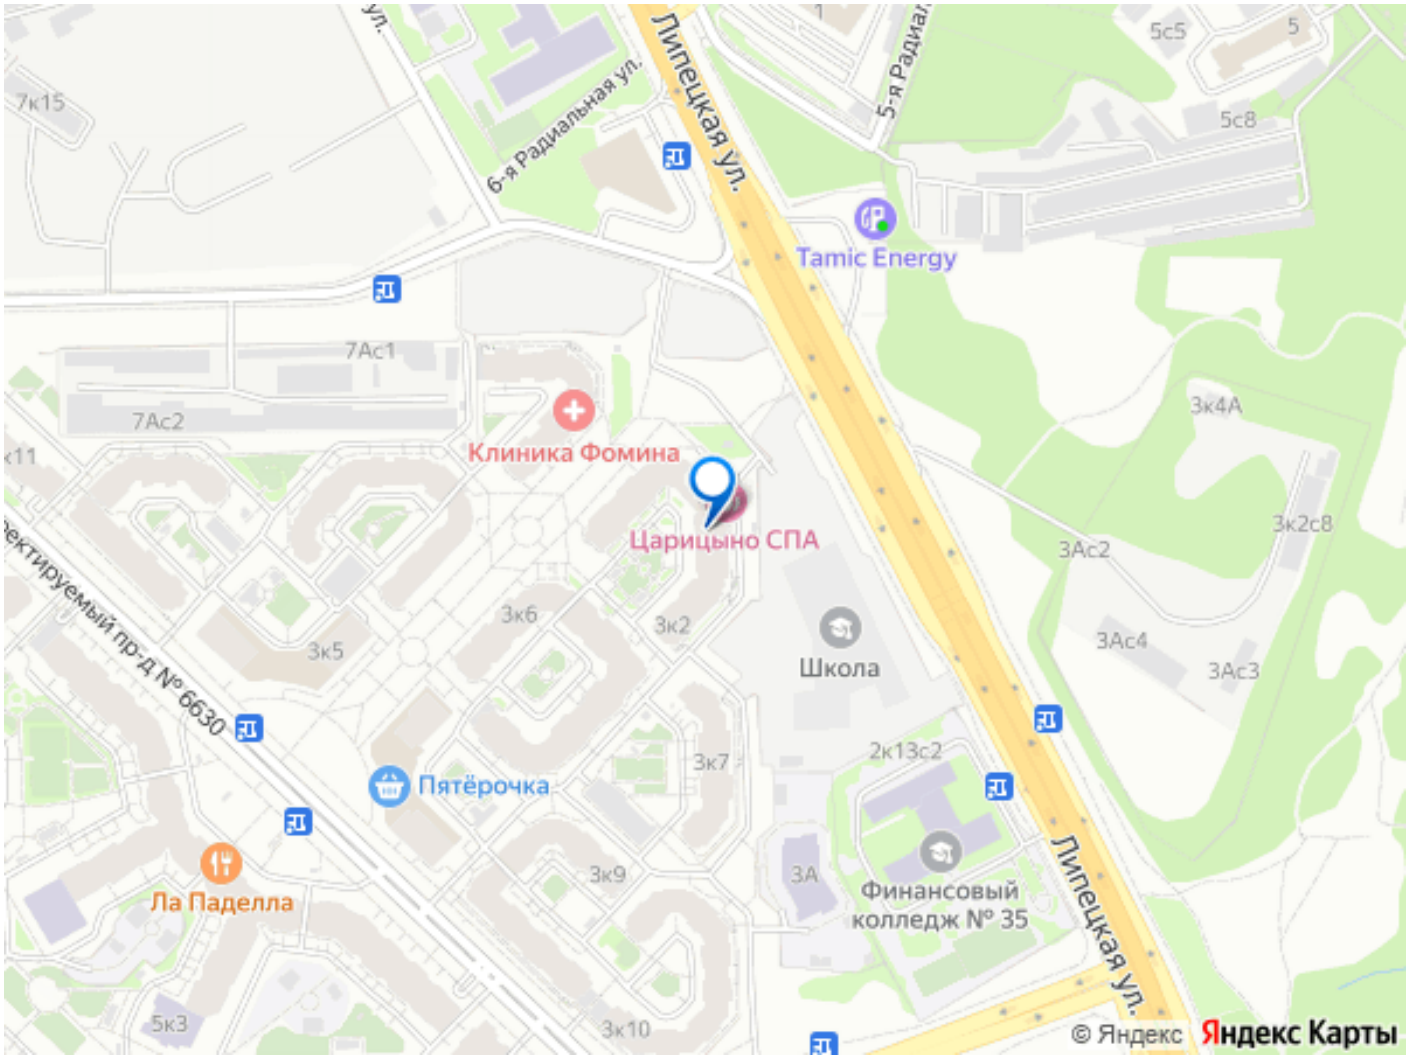 ул.
Липецкая ул.
1
5-я Радиал
5с5
5
7к15
6-я Радиальная ул.
5с8
Tamic Energy
7Ас1
7Ас2
3к4А
Клиника Фомина
к11
3к2с8
Царицыно СПА
3Ас2
ректируемый пр-д № 6630
3к6
3к2
3к5
3Ас4
3Ас3
Школа
3к7
2к13с2
Пятёрочка
3к9
3А
Ла Паделла
Финансовый
колледж № 35
Липецкая ул.
5к3
3к10
© Яндекс Яндекс Карты